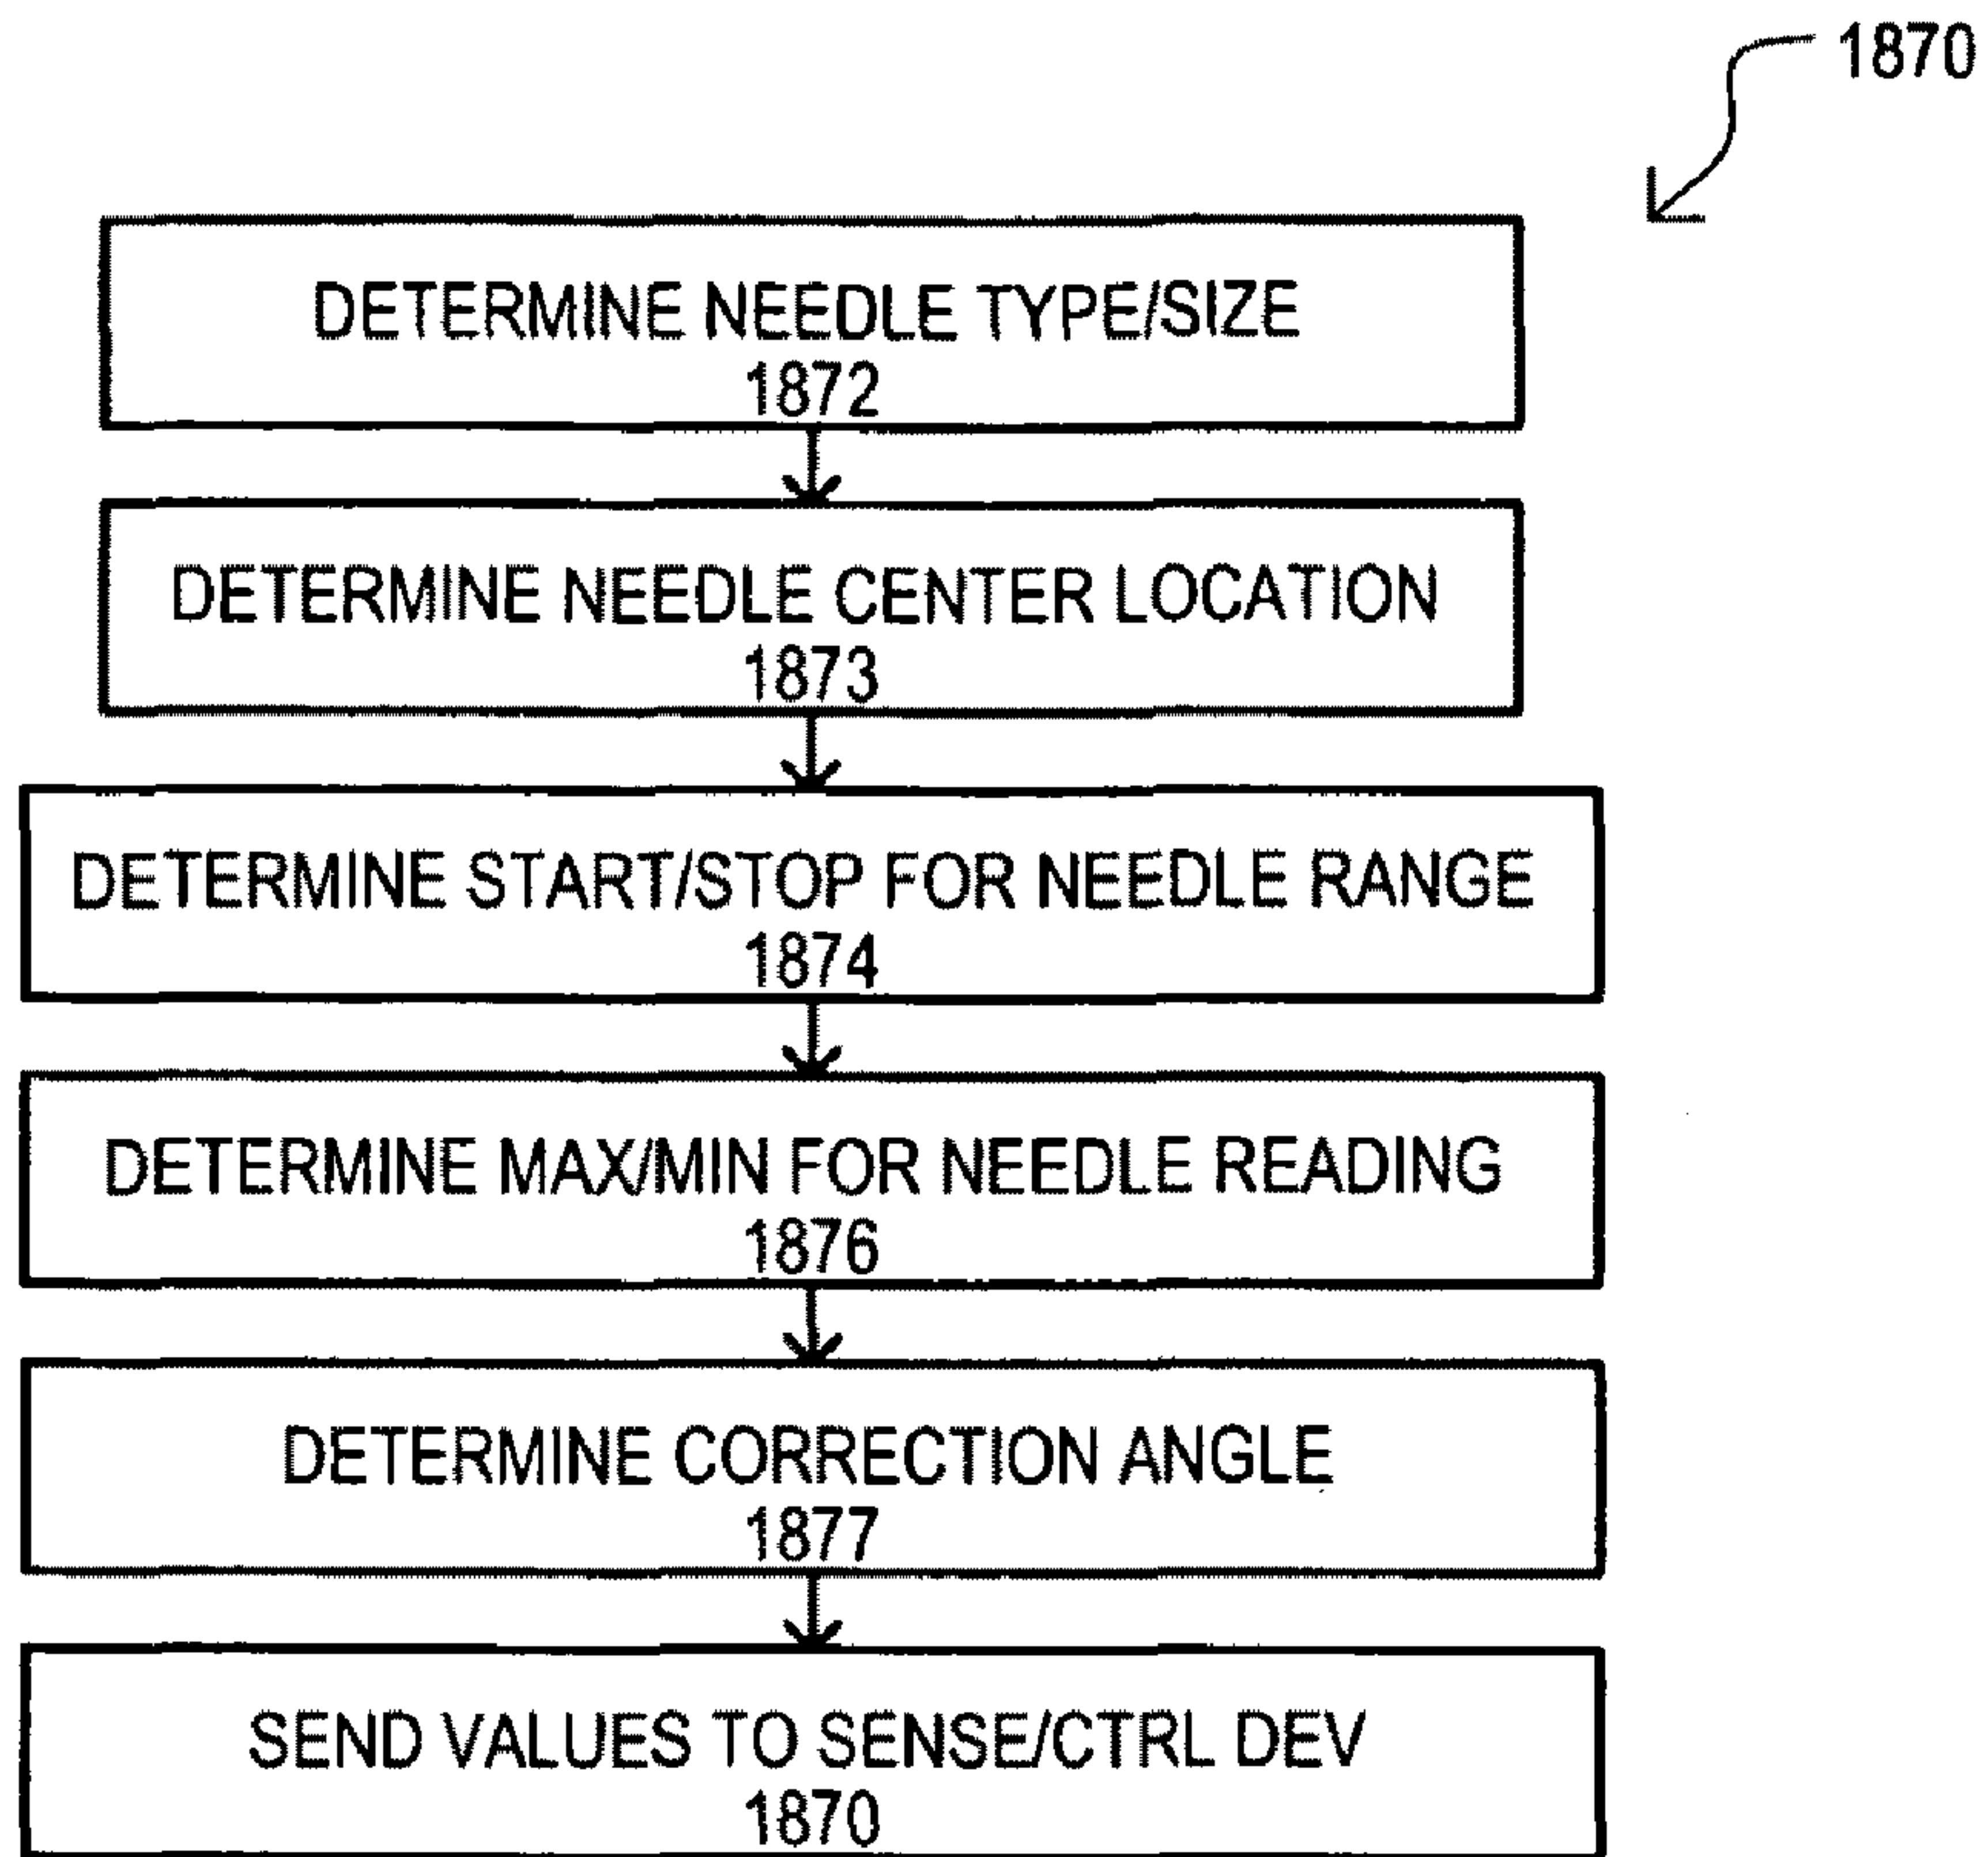 1870
DETERMINE NEEDLE TYPE/SIZE
1872
DETERMINE NEEDLE CENTER LOCATION
1873
DETERMINE START/STOP FOR NEEDLE RANGE
1874
DETERMINE MAX/MIN FOR NEEDLE READING
1876
DETERMINE CORRECTION ANGLE
1877
SEND VALUES TO SENSE/CTRL DEV
1870